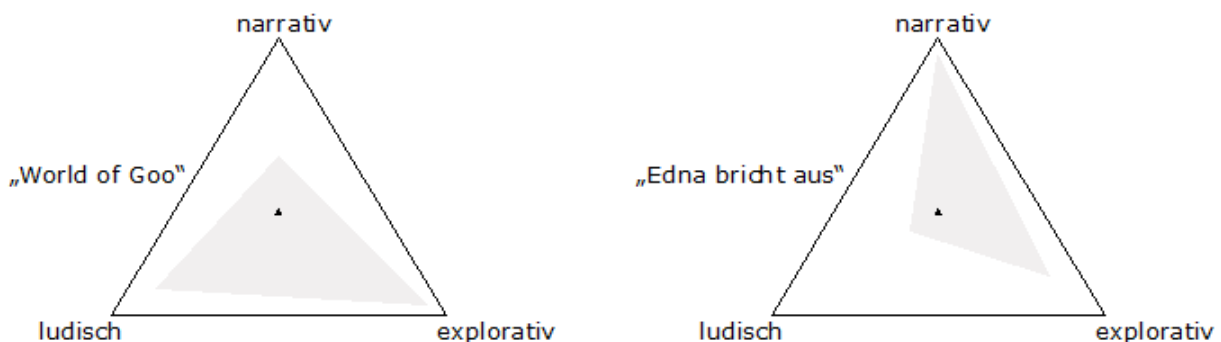 narrativ
„World of Goo“
ludisch
explorativ
narrativ
„Edna bricht aus“
ludisch
explorativ